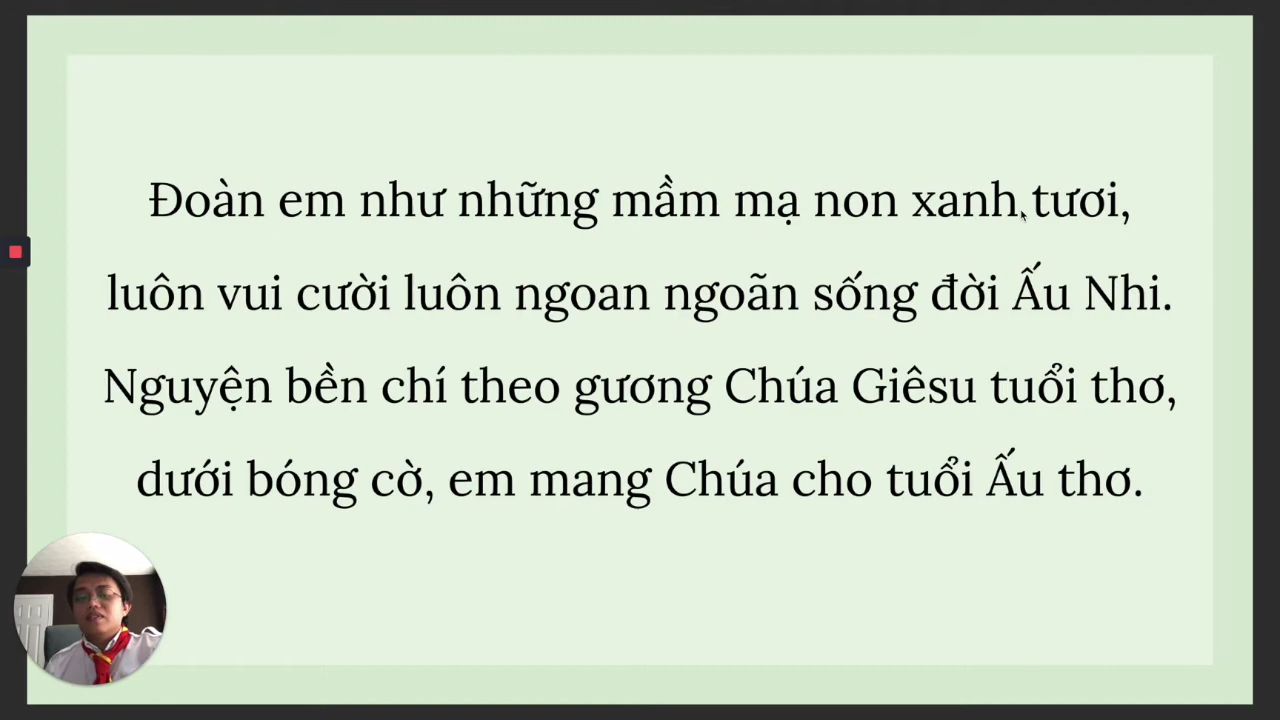 Đoàn em như những mầm mạ non xanh tươi,
luôn vui cười luôn ngoan ngoãn sống đời Ấu Nhi.
Nguyện bền chí theo gương Chúa Giêsu tuổi thơ,
dưới bóng cờ, em mang Chúa cho tuổi Ấu thơ.